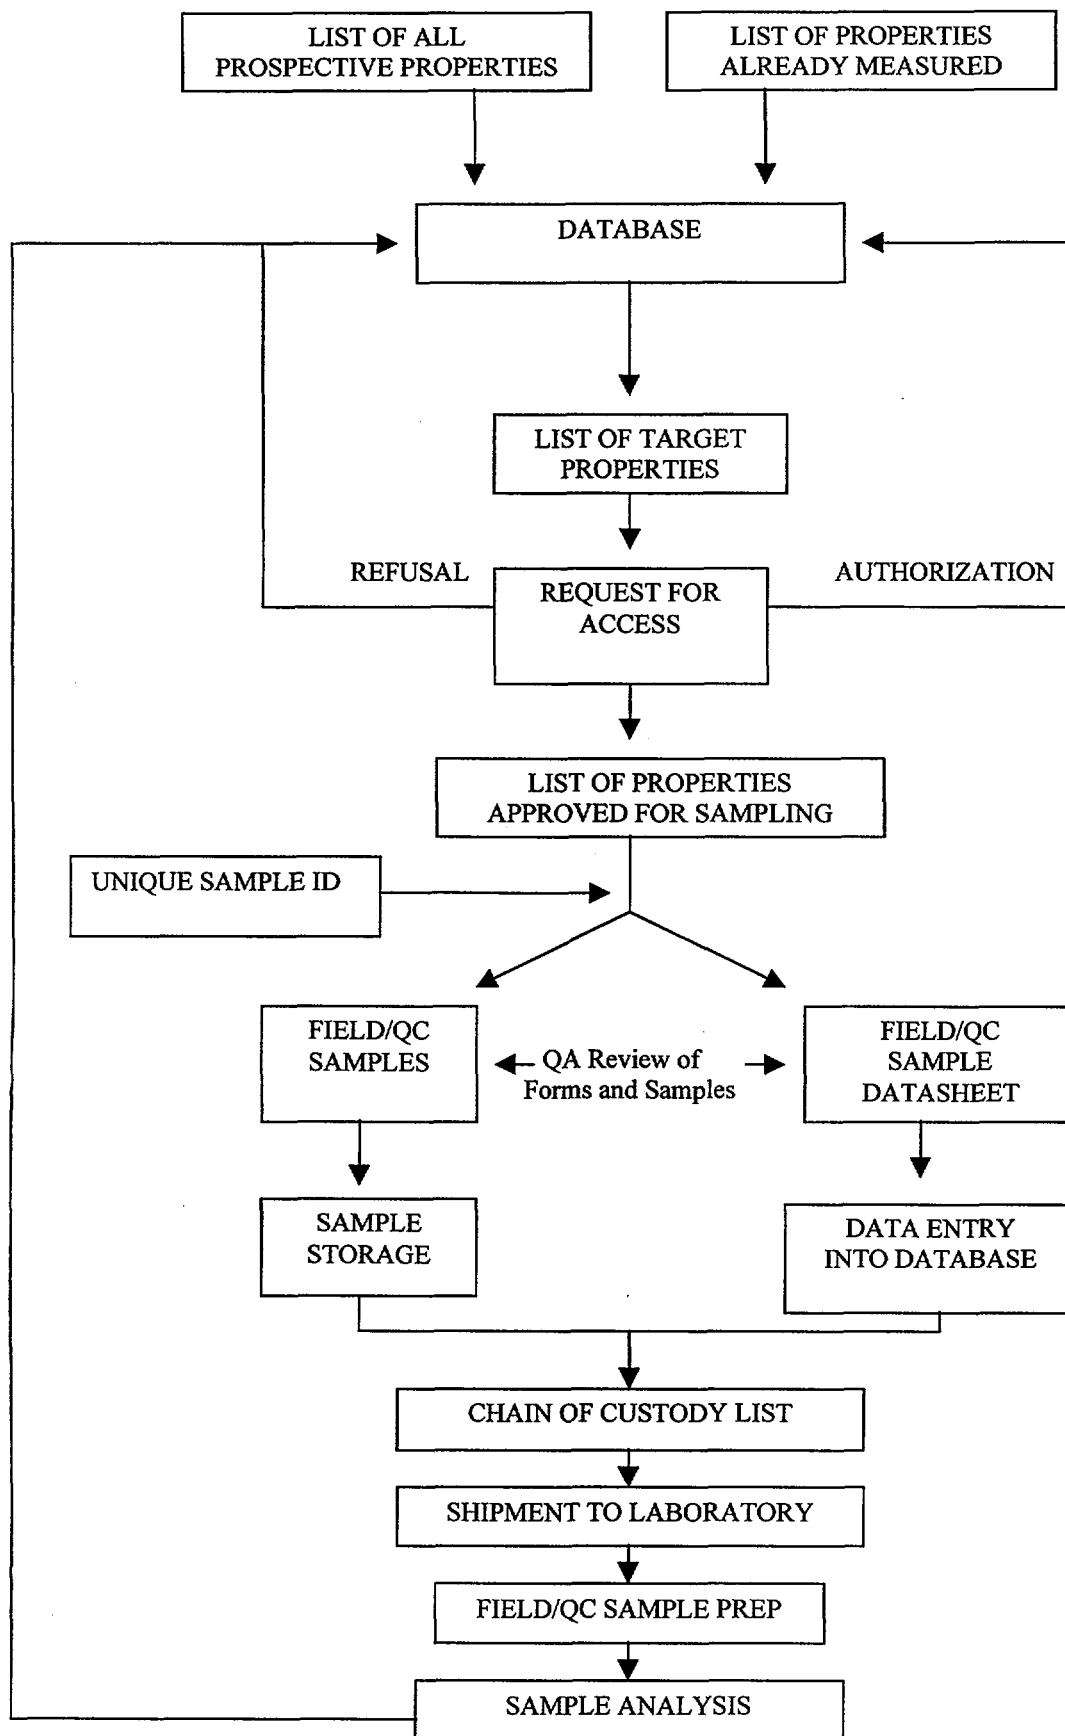 LIST OF ALL
PROSPECTIVE PROPERTIES
LIST OF PROPERTIES
ALREADY MEASURED
DATABASE
LIST OF TARGET
PROPERTIES
REFUSAL
REQUEST FOR
ACCESS
AUTHORIZATION
LIST OF PROPERTIES
APPROVED FOR SAMPLING
UNIQUE SAMPLE ID
FIELD/QC
SAMPLES
QA Review of
Forms and Samples
FIELD/QC
SAMPLE
DATASHEET
SAMPLE
STORAGE
DATA ENTRY
INTO DATABASE
CHAIN OF CUSTODY LIST
SHIPMENT TO LABORATORY
FIELD/QC SAMPLE PREP
SAMPLE ANALYSIS